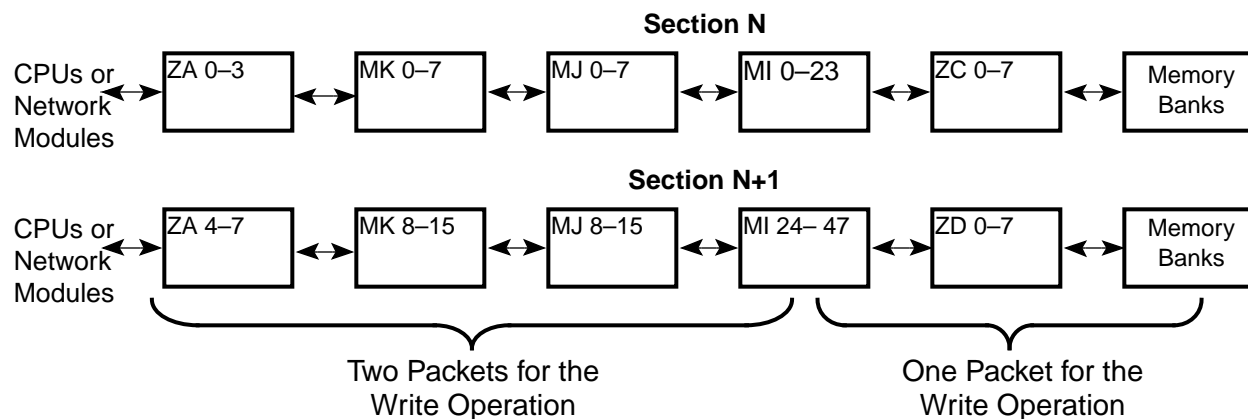 Section N
CPUs or
Network
Modules
ZA 0–3
MK 0–7
MJ 0–7
MI 0–23
ZC 0–7
Memory
Banks
Section N+1
CPUs or
Network
Modules
ZA 4–7
MK 8–15
MJ 8–15
MI 24– 47
ZD 0–7
Memory
Banks
Two Packets for the
Write Operation
One Packet for the
Write Operation